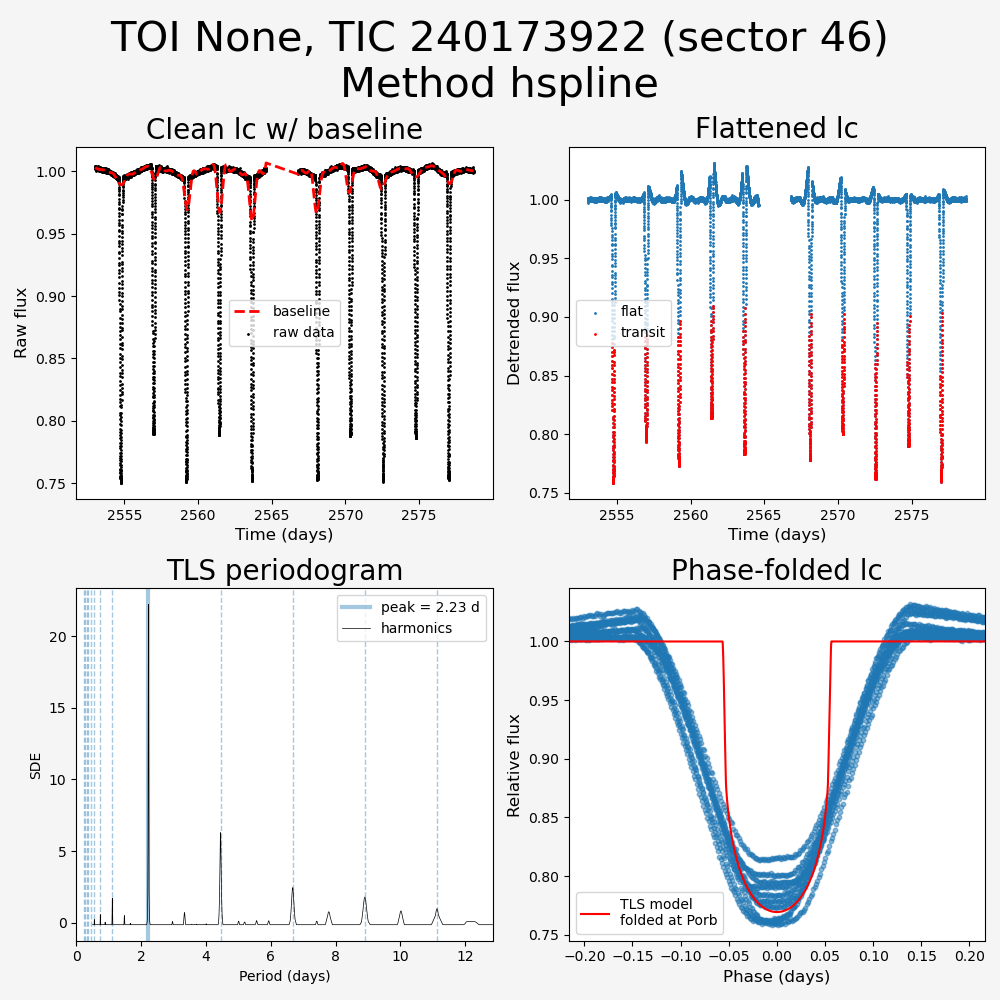 TOI None, TIC 240173922 (sector 46)
Method hspline
Clean lc w/ baseline
Raw flux
1.00
0.95
0.90
0.85
0.80
0.75
baseline
raw data
2555
2560
2565
2570
2575
Time (days)
Flattened lc
Detrended flux
1.00
0.95
0.90
0.85
0.80
0.75
flat
transit
2555
2560
2565
2570
2575
Time (days)
TLS periodogram
SDE
20
15
10
5
0
peak = 2.23 d
harmonics
0
2
4
6
8
10
12
Period (days)
Phase-folded lc
Relative flux
1.00
0.95
0.90
0.85
0.80
0.75
TLS model
folded at Porb
−0.20
−0.15
−0.10
−0.05
0.00
0.05
0.10
0.15
0.20
Phase (days)